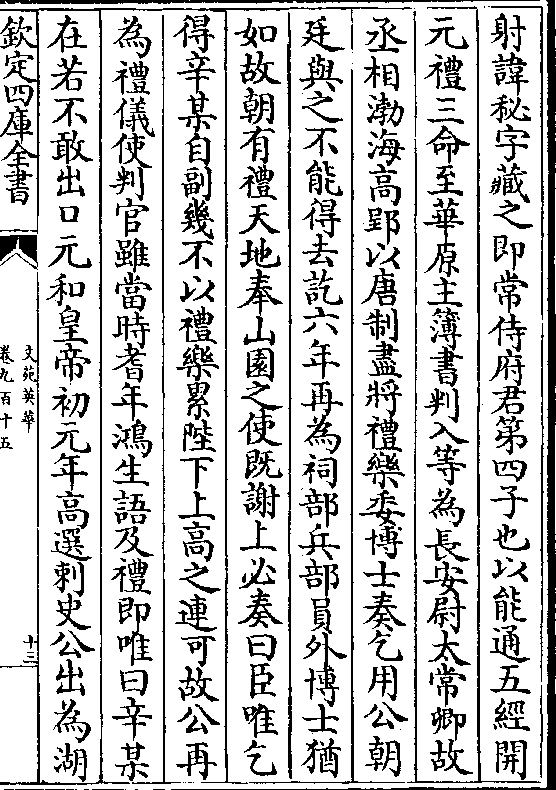 射諱秘字藏之即常侍府君第四子也以能通五經開
元禮三命至華原主簿書判入等為長安尉太常卿故
丞相渤海高郢以唐制盡將禮樂委博士奏乞用公朝
廷與之不能得去訖六年再為祠部兵部員外博士猶
如故朝有禮天地奉山園之使既謝上必奏曰臣唯乞
得辛某自副幾不以禮樂累陛下上高之連可故公再
為禮儀使判官雖當時耆年鴻生語及禮即唯曰辛某
在若不敢出口元和皇帝初元年高選刺史公出為湖
欽定四庫全書
文苑英華
卷九百十五
十三